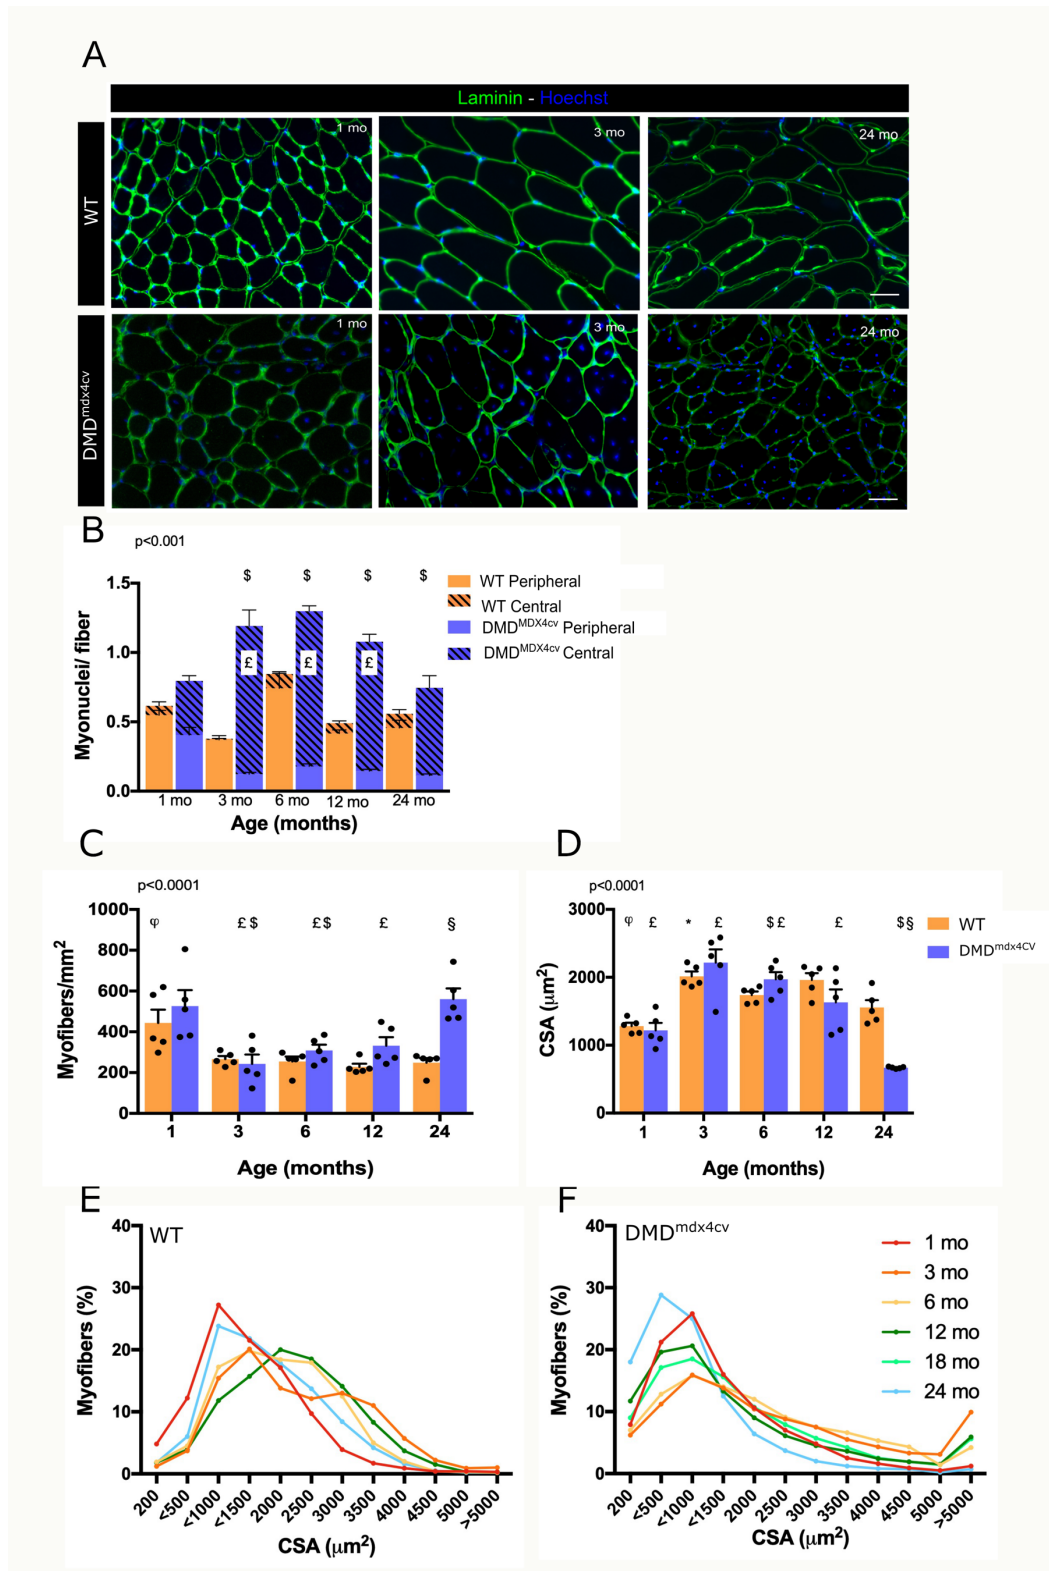 A
Laminin - Hoechst
WT
1 mo
3 mo
24 mo
DMDmdx4cv
1 mo
3 mo
24 mo
B
p<0.001
$ $ $ $
£ £ £
Myonuclei/ fiber
1.5
1.0
0.5
0.0
1 mo 3 mo 6 mo 12 mo 24 mo
Age (months)
WT Peripheral
WT Central
DMDMDX4cv Peripheral
DMDMDX4cv Central
C
p<0.0001
φ £ $ £ $ £ §
Myofibers/mm2
1000
800
600
400
200
0
1 3 6 12 24
Age (months)
D
p<0.0001
φ £ * £ $ £ £ $ §
CSA (μm2)
3000
2000
1000
0
1 3 6 12 24
Age (months)
WT
DMDmdx4CV
E
WT
Myofibers (%)
40
30
20
10
0
200 <500 <1000 <1500 2000 2500 3000 3500 4000 4500 5000 >5000
CSA (μm2)
F
DMDmdx4cv
Myofibers (%)
40
30
20
10
0
200 <500 <1000 <1500 2000 2500 3000 3500 4000 4500 5000 >5000
CSA (μm2)
1 mo
3 mo
6 mo
12 mo
18 mo
24 mo